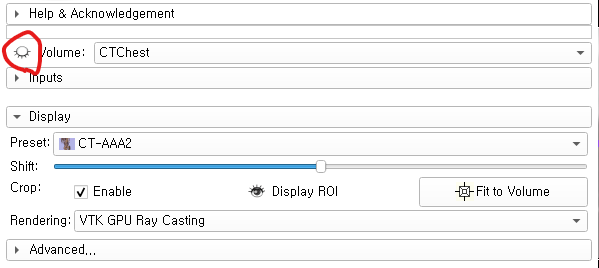 Help & Acknowledgement
Volume: CTChest
Inputs
Display
Preset: CT-AAA2
Shift:
Crop: Enable Display ROI Fit to Volume
Rendering: VTK GPU Ray Casting
Advanced...